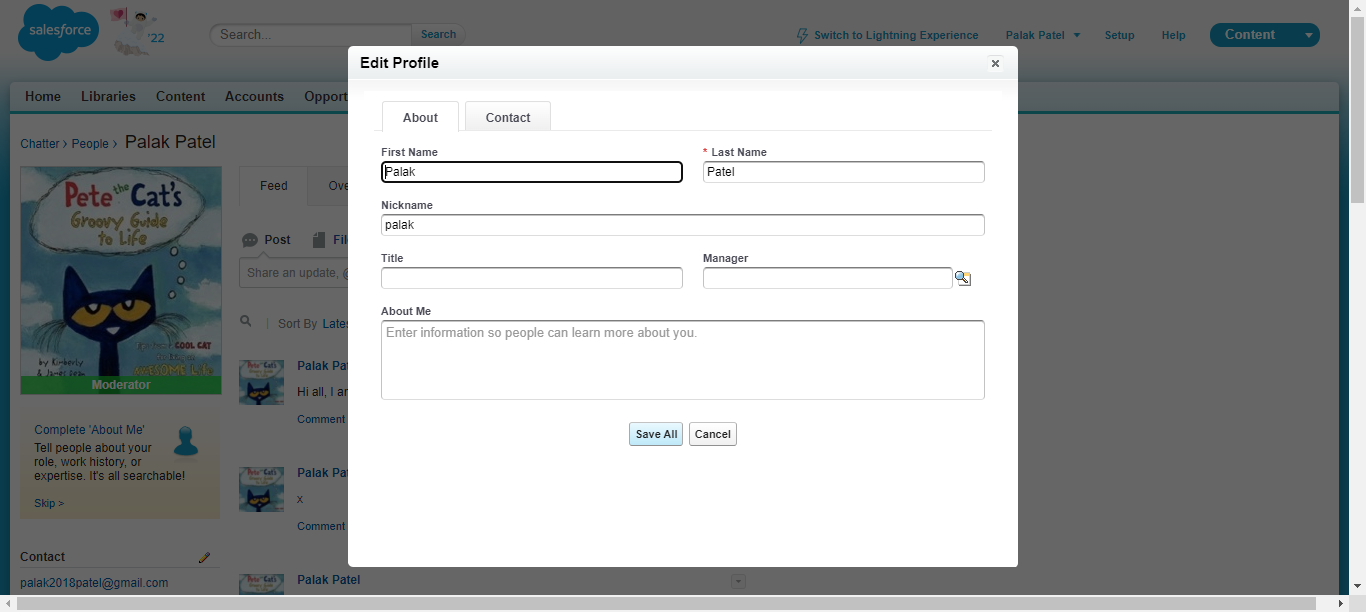 salesforce
'22
Search...
Search
Switch to Lightning Experience
Palak Patel
Setup
Help
Content
Home
Libraries
Content
Accounts
Opport
Edit Profile
About
Contact
First Name
* Last Name
Palak
Patel
Nickname
palak
Title
Manager
About Me
Enter information so people can learn more about you.
Save All
Cancel
Chatter › People › Palak Patel
Pete the Cat's
Groovy Guide
to Life
COOL CAT
AWESOME Life
by Kimberly
& James Dean
Moderator
Complete 'About Me'
Tell people about your
role, work history, or
expertise. It's all searchable!
Skip >
Contact
palak2018patel@gmail.com
Feed
Ove
Post
File
Share an update, @
Sort By Lates
Palak Pat
Hi all, I am
Comment
Palak Pat
x
Comment
Palak Patel